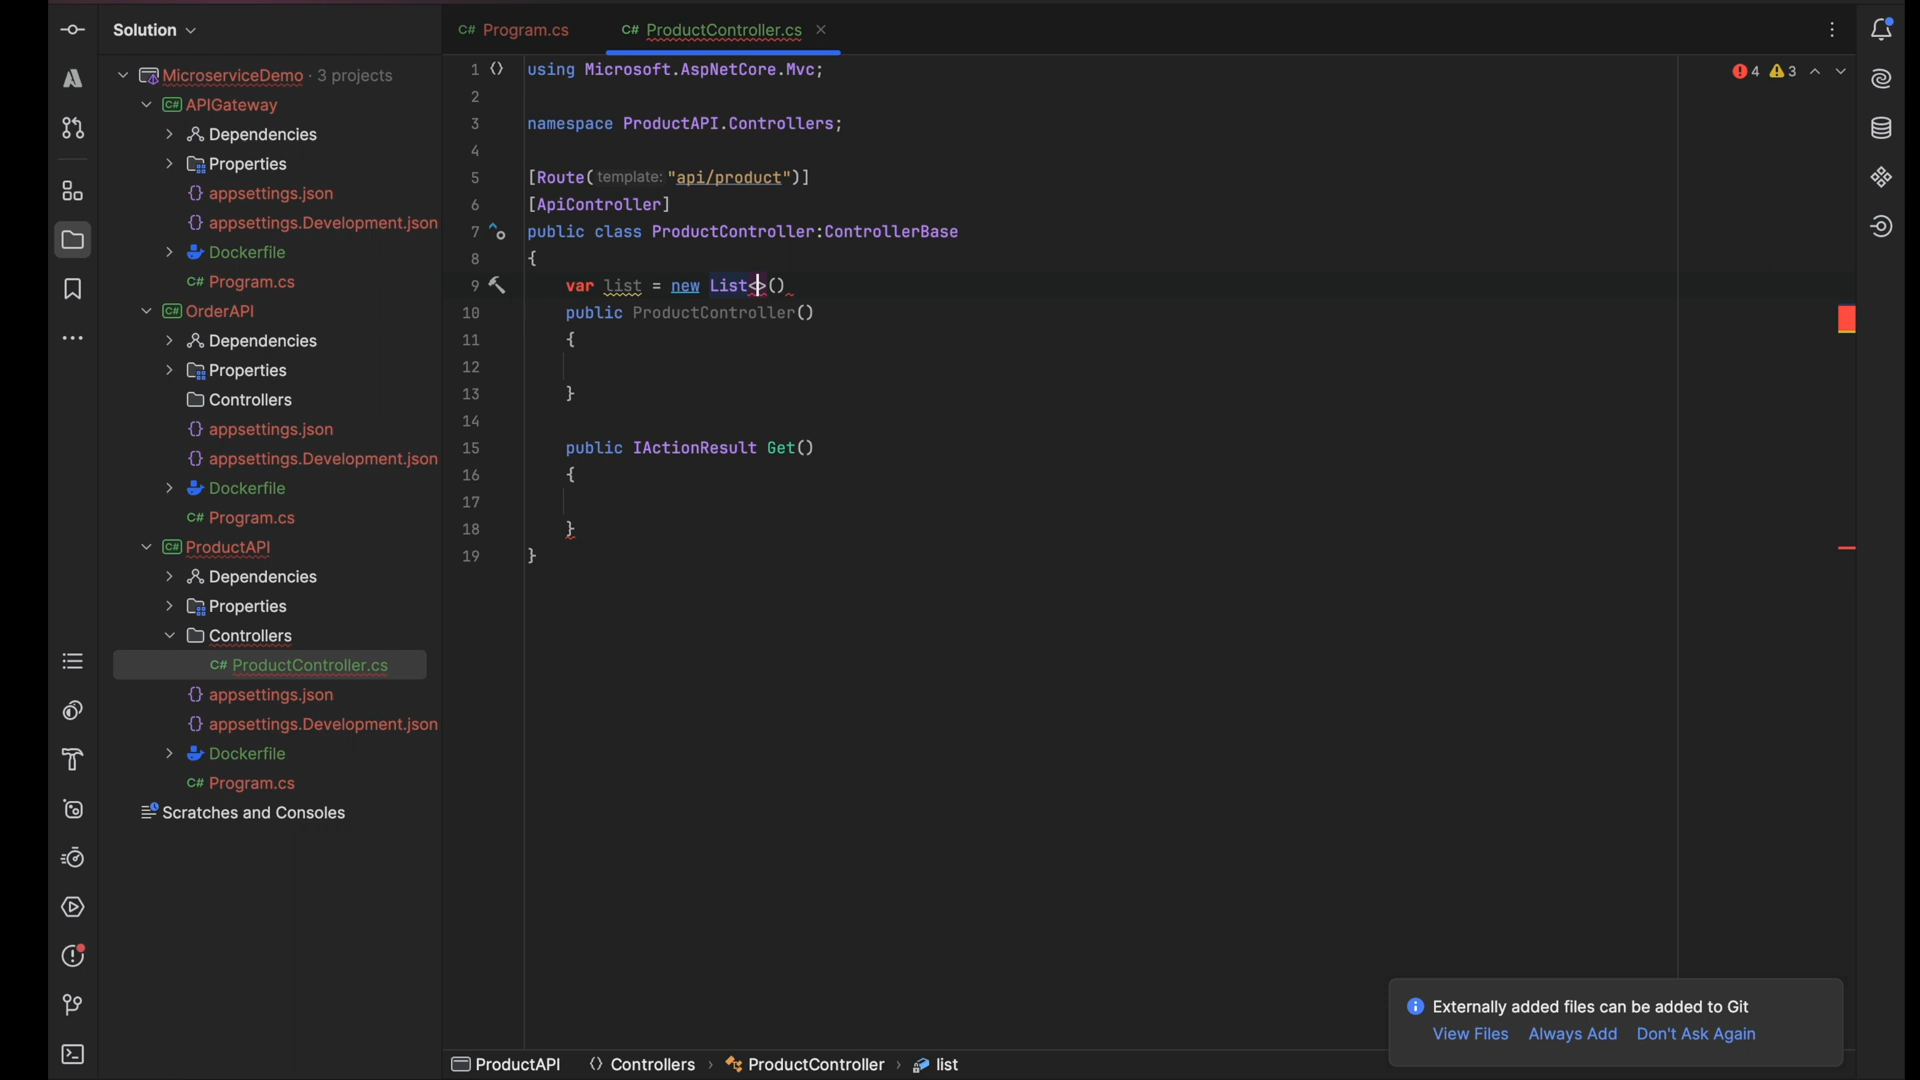 Solution
MicroserviceDemo · 3 projects
C# APIGateway
Dependencies
Properties
{} appsettings.json
{} appsettings.Development.json
Dockerfile
C# Program.cs
C# OrderAPI
Dependencies
Properties
Controllers
{} appsettings.json
{} appsettings.Development.json
Dockerfile
C# Program.cs
C# ProductAPI
Dependencies
Properties
Controllers
C# ProductController.cs
{} appsettings.json
{} appsettings.Development.json
Dockerfile
C# Program.cs
Scratches and Consoles
C# Program.cs
C# ProductController.cs
4 3
1 using Microsoft.AspNetCore.Mvc;
2
3 namespace ProductAPI.Controllers;
4
5 [Route( template: "api/product")]
6 [ApiController]
7 public class ProductController:ControllerBase
8 {
9 var list = new List<>()
10 public ProductController()
11 {
12
13 }
14
15 public IActionResult Get()
16 {
17
18 }
19 }
Externally added files can be added to Git
View Files Always Add Don't Ask Again
ProductAPI Controllers ProductController list